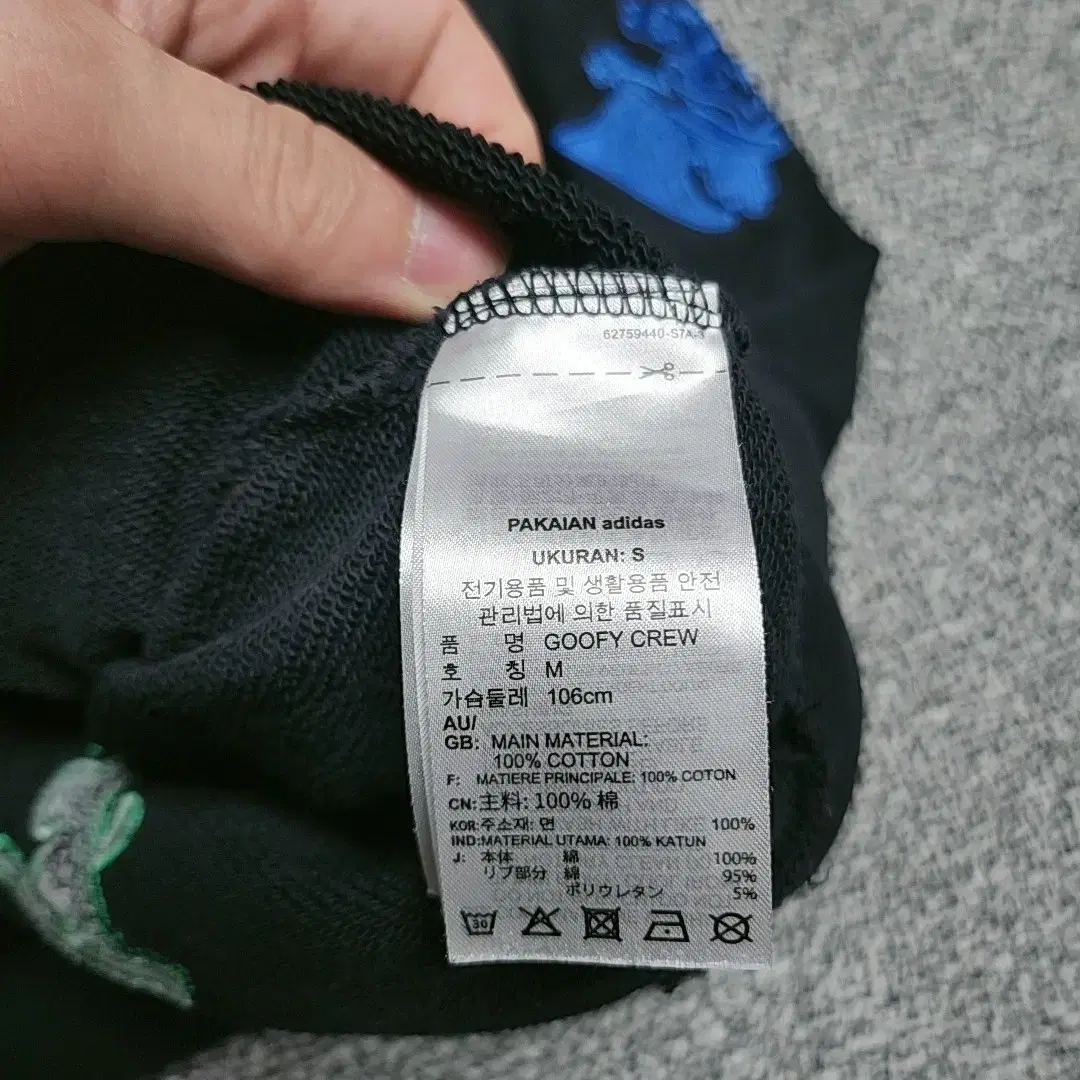 62759440-S7A-3
PAKAIAN adidas
UKURAN: S
전기용품 및 생활용품 안전
관리법에 의한 품질표시
품 명 GOOFY CREW
호 칭 M
가슴둘레 106cm
AU/
GB: MAIN MATERIAL:
100% COTTON
F: MATIERE PRINCIPALE: 100% COTON
CN: 主料: 100% 棉
KOR: 주소재: 면 100%
IND: MATERIAL UTAMA: 100% KATUN
J: 本体 綿 100%
リブ部分 綿 95%
ポリウレタン 5%
30